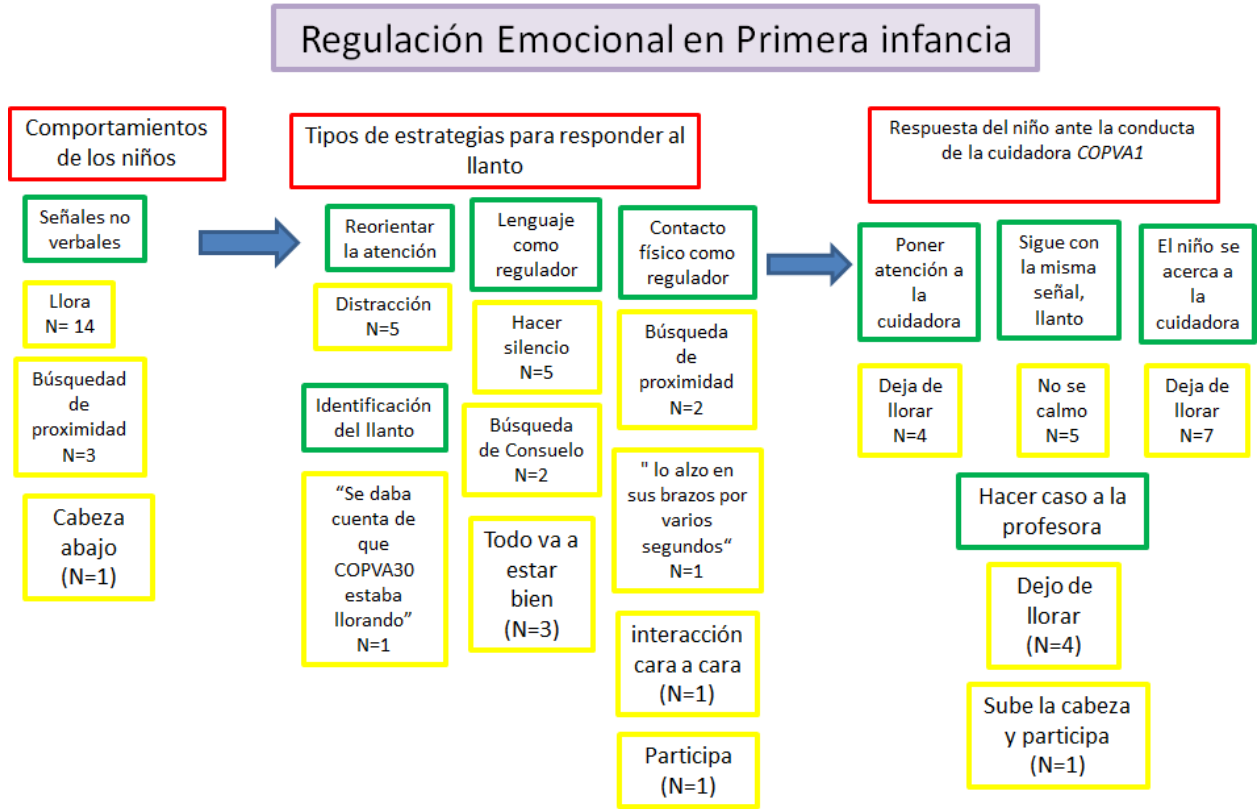 Regulación Emocional en Primera infancia
Comportamientos
de los niños
Señales no
verbales
Llora
N= 14
Búsquedad
de
proximidad
N=3
Cabeza
abajo
(N=1)
Tipos de estrategias para responder al
llanto
Reorientar
la atención
Distracción
N=5
Identificación
del llanto
“Se daba
cuenta de
que
COPVA30
estaba
llorando”
N=1
Lenguaje
como
regulador
Hacer
silencio
N=5
Búsqueda
de Consuelo
N=2
Todo va a
estar
bien
(N=3)
Contacto
físico como
regulador
Búsqueda
de
proximidad
N=2
" lo alzo en
sus brazos por
varios
segundos“
N=1
interacción
cara a cara
(N=1)
Participa
(N=1)
Respuesta del niño ante la conducta
de la cuidadora COPVA1
Poner
atención a
la
cuidadora
Deja de
llorar
N=4
Sigue con
la misma
señal,
llanto
No se
calmo
N=5
El niño se
acerca a
la
cuidadora
Deja de
llorar
N=7
Hacer caso a la
profesora
Dejo de
llorar
(N=4)
Sube la cabeza
y participa
(N=1)